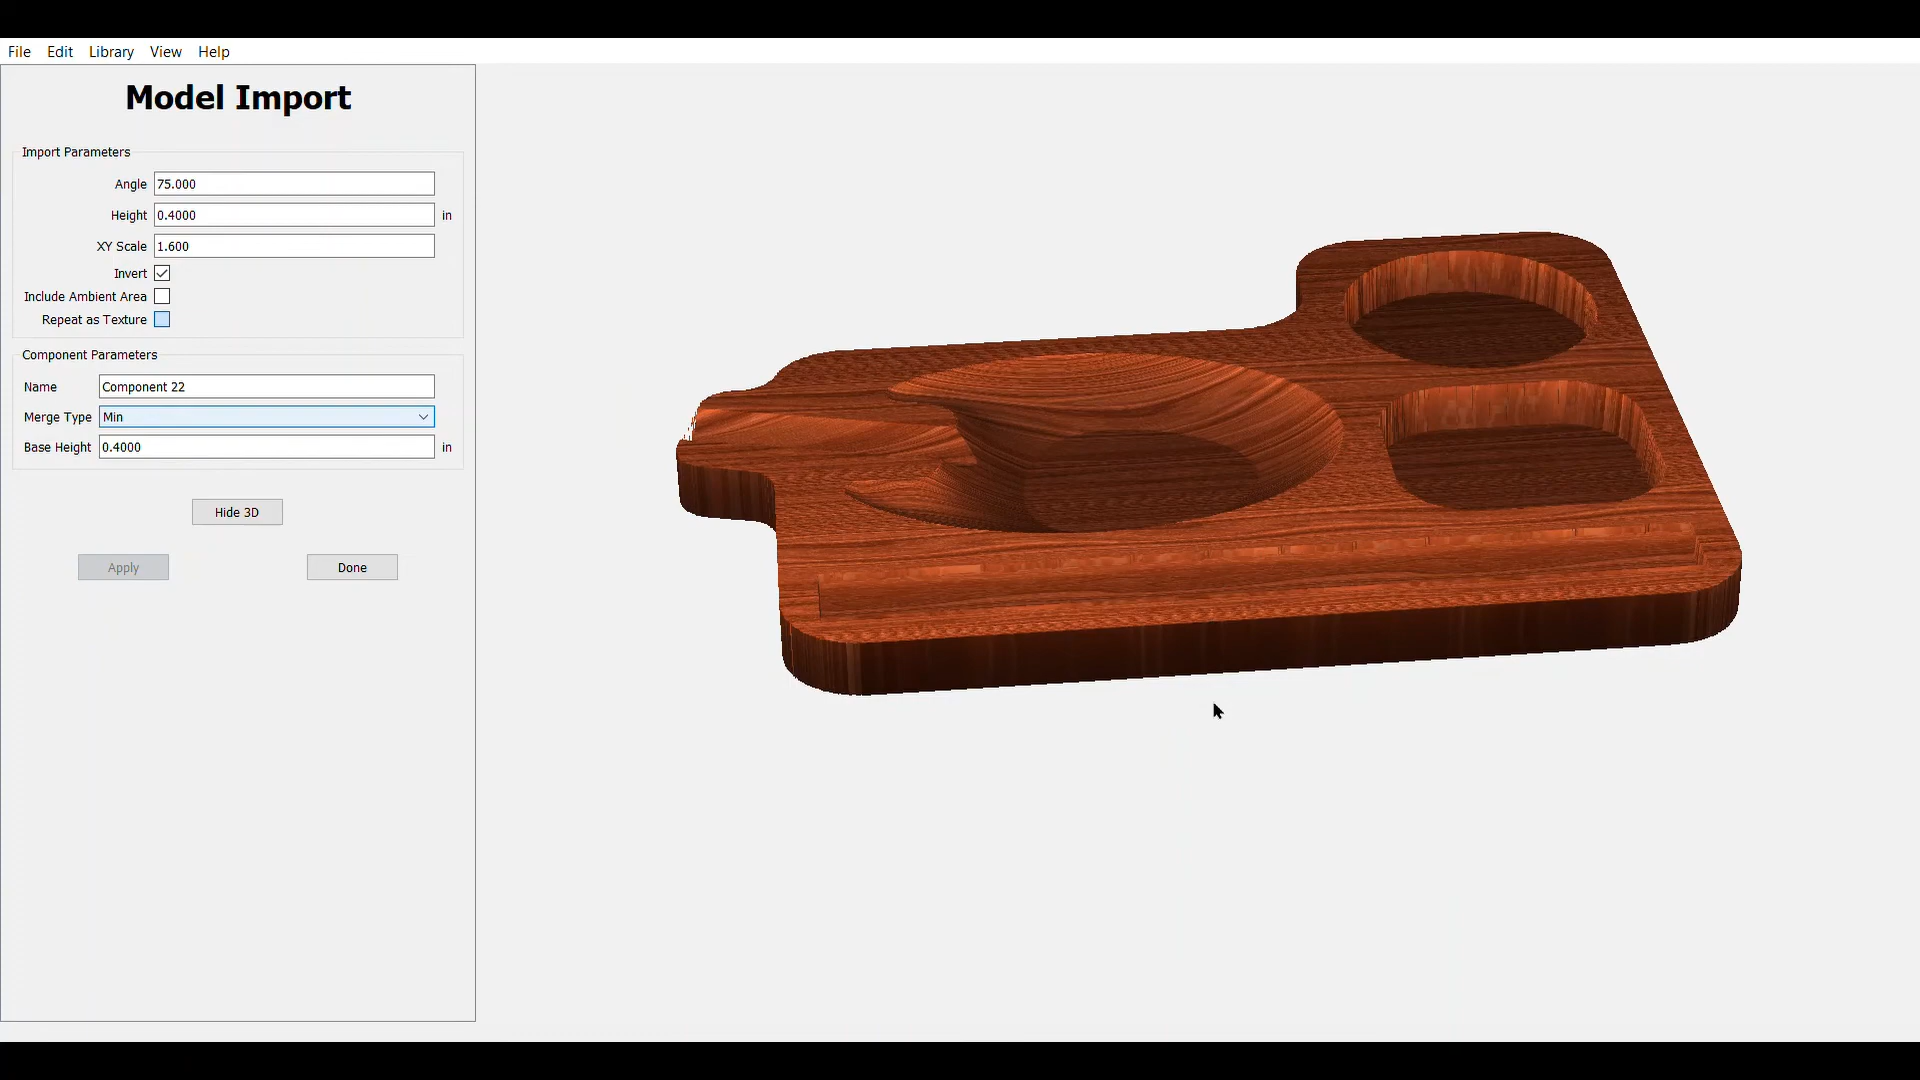 File Edit Library View Help
Model Import
Import Parameters
Angle 75.000
Height 0.4000 in
XY Scale 1.600
Invert
Include Ambient Area
Repeat as Texture
Component Parameters
Name Component 22
Merge Type Min
Base Height 0.4000 in
Hide 3D
Apply Done